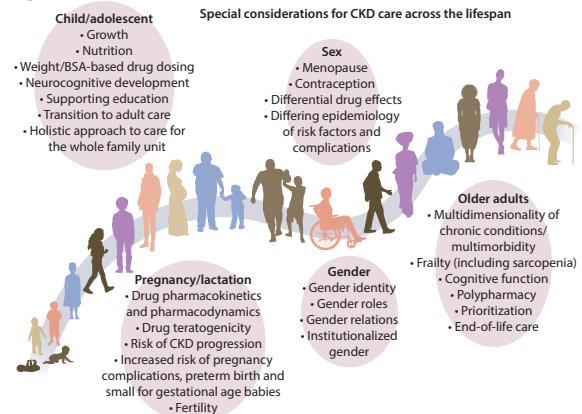 Special considerations for CKD care across the lifespan
Child/adolescent
• Growth
• Nutrition
• Weight/BSA-based drug dosing
• Neurocognitive development
• Supporting education
• Transition to adult care
• Holistic approach to care for
the whole family unit
Sex
• Menopause
• Contraception
• Differential drug effects
• Differing epidemiology
of risk factors and
complications
Pregnancy/lactation
• Drug pharmacokinetics
and pharmacodynamics
• Drug teratogenicity
• Risk of CKD progression
• Increased risk of pregnancy
complications, preterm birth and
small for gestational age babies
• Fertility
Gender
• Gender identity
• Gender roles
• Gender relations
• Institutionalized
gender
Older adults
• Multidimensionality of
chronic conditions/
multimorbidity
• Frailty (including sarcopenia)
• Cognitive function
• Polypharmacy
• Prioritization
• End-of-life care